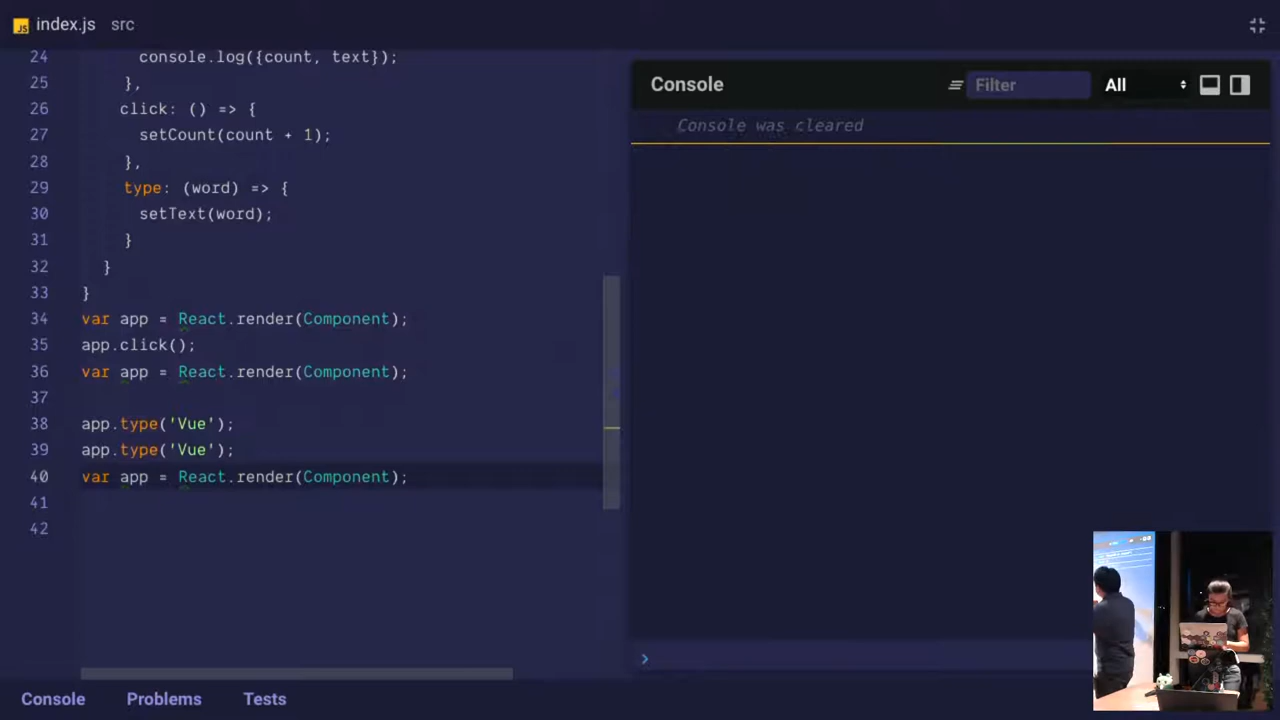 JS index.js src
24 console.log({count, text});
25 },
26 click: () => {
27 setCount(count + 1);
28 },
29 type: (word) => {
30 setText(word);
31 }
32 }
33 }
34 var app = React.render(Component);
35 app.click();
36 var app = React.render(Component);
37
38 app.type('Vue');
39 app.type('Vue');
40 var app = React.render(Component);
41
42
Console Filter All
Console was cleared
>
Console Problems Tests